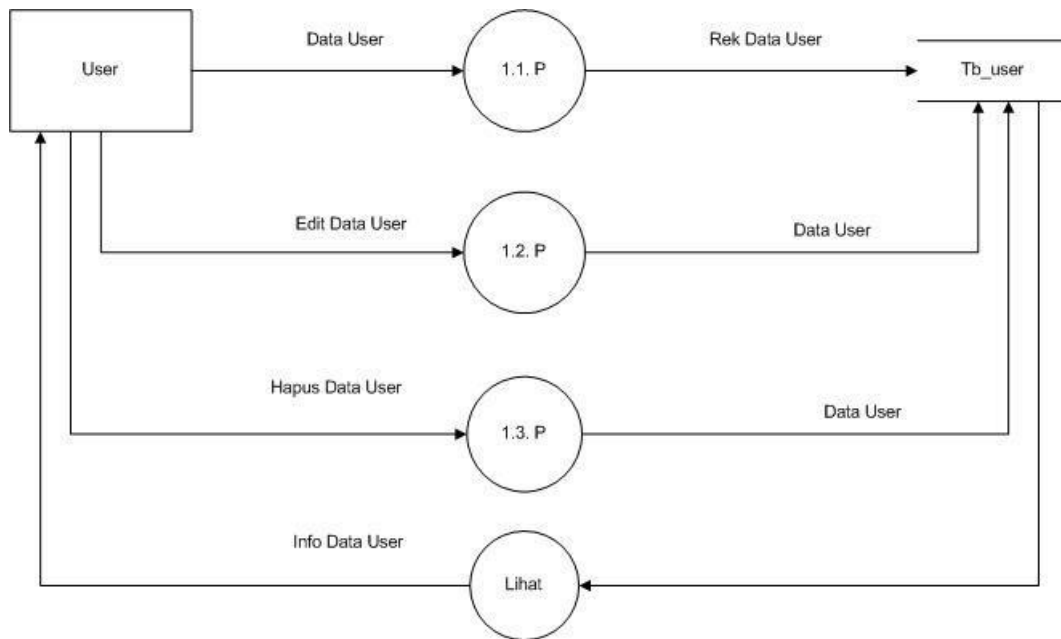 Data User
Rek Data User
User
1.1. P
Tb_user
Edit Data User
1.2. P
Data User
Hapus Data User
1.3. P
Data User
Info Data User
Lihat